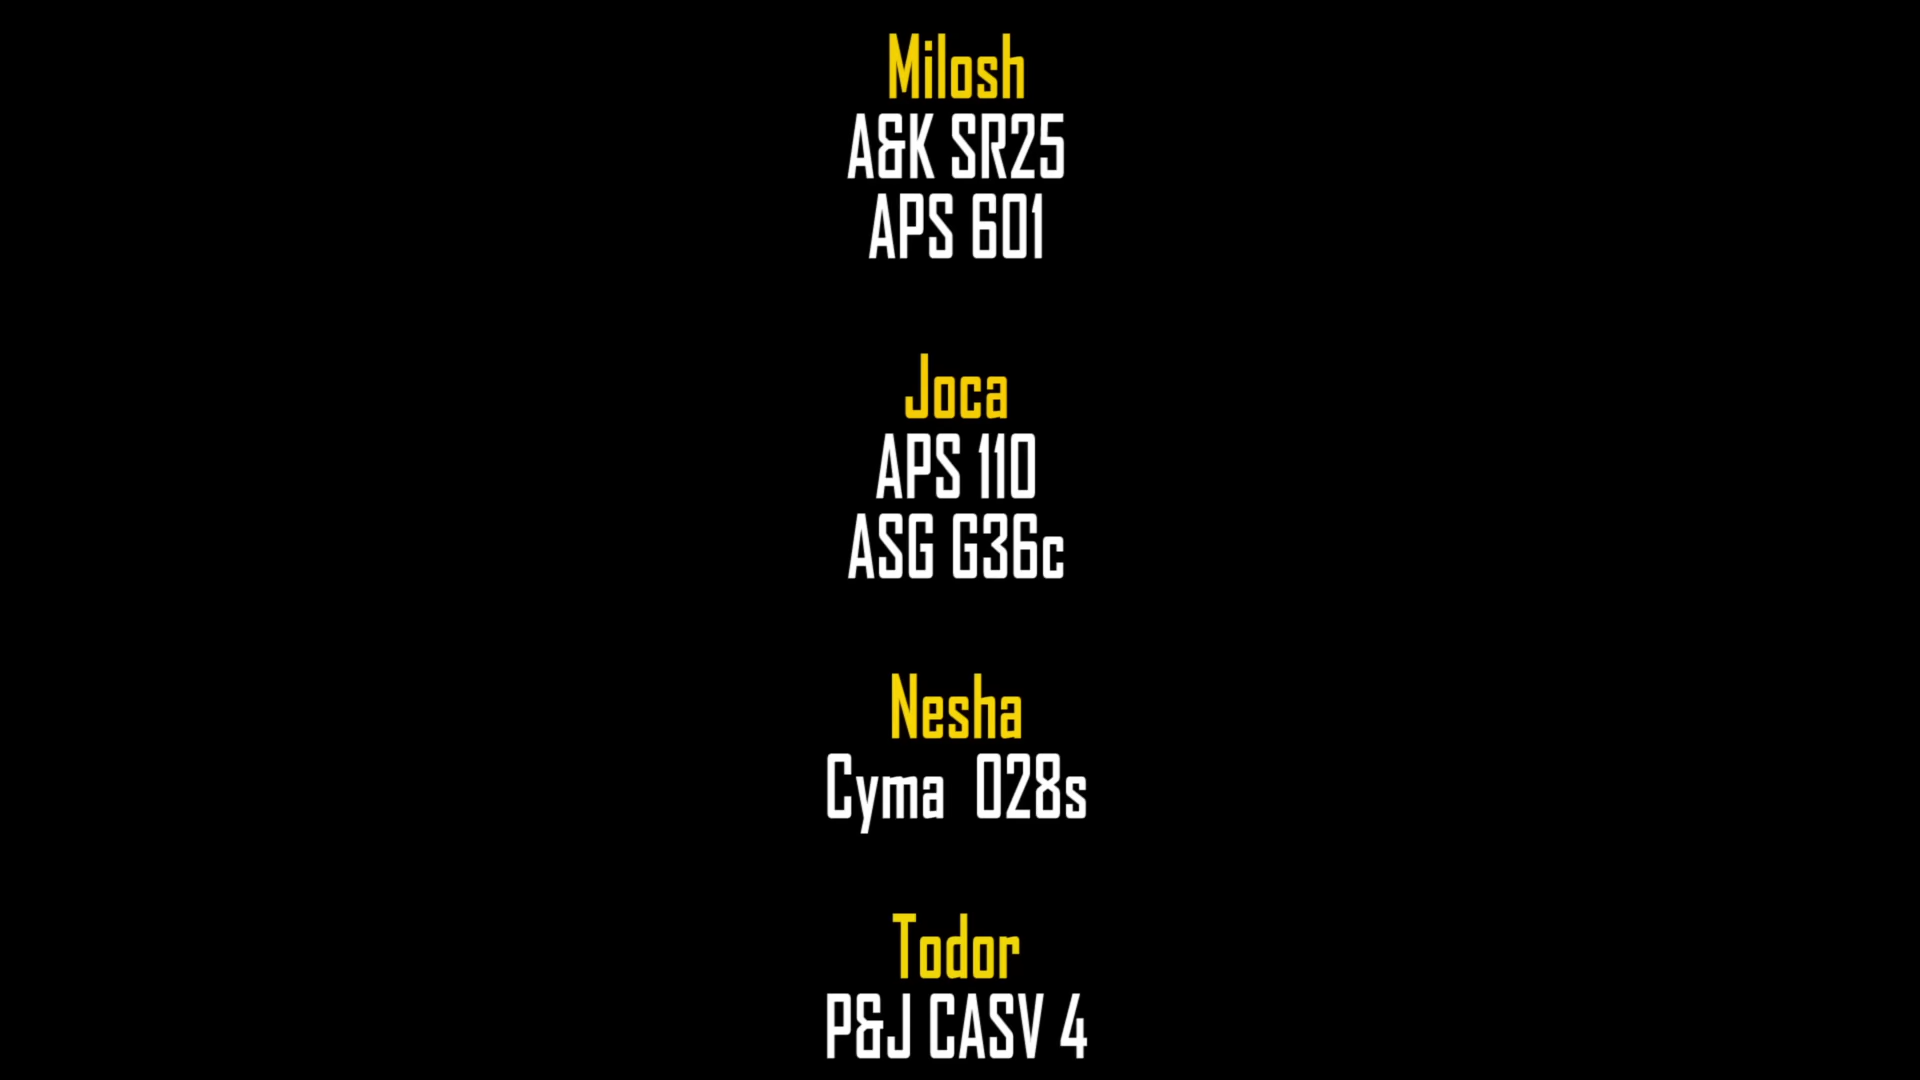 Milosh
A&K SR25
APS 601
Joca
APS 110
ASG G36c
Nesha
Cyma 028s
Todor
P&J CASV 4